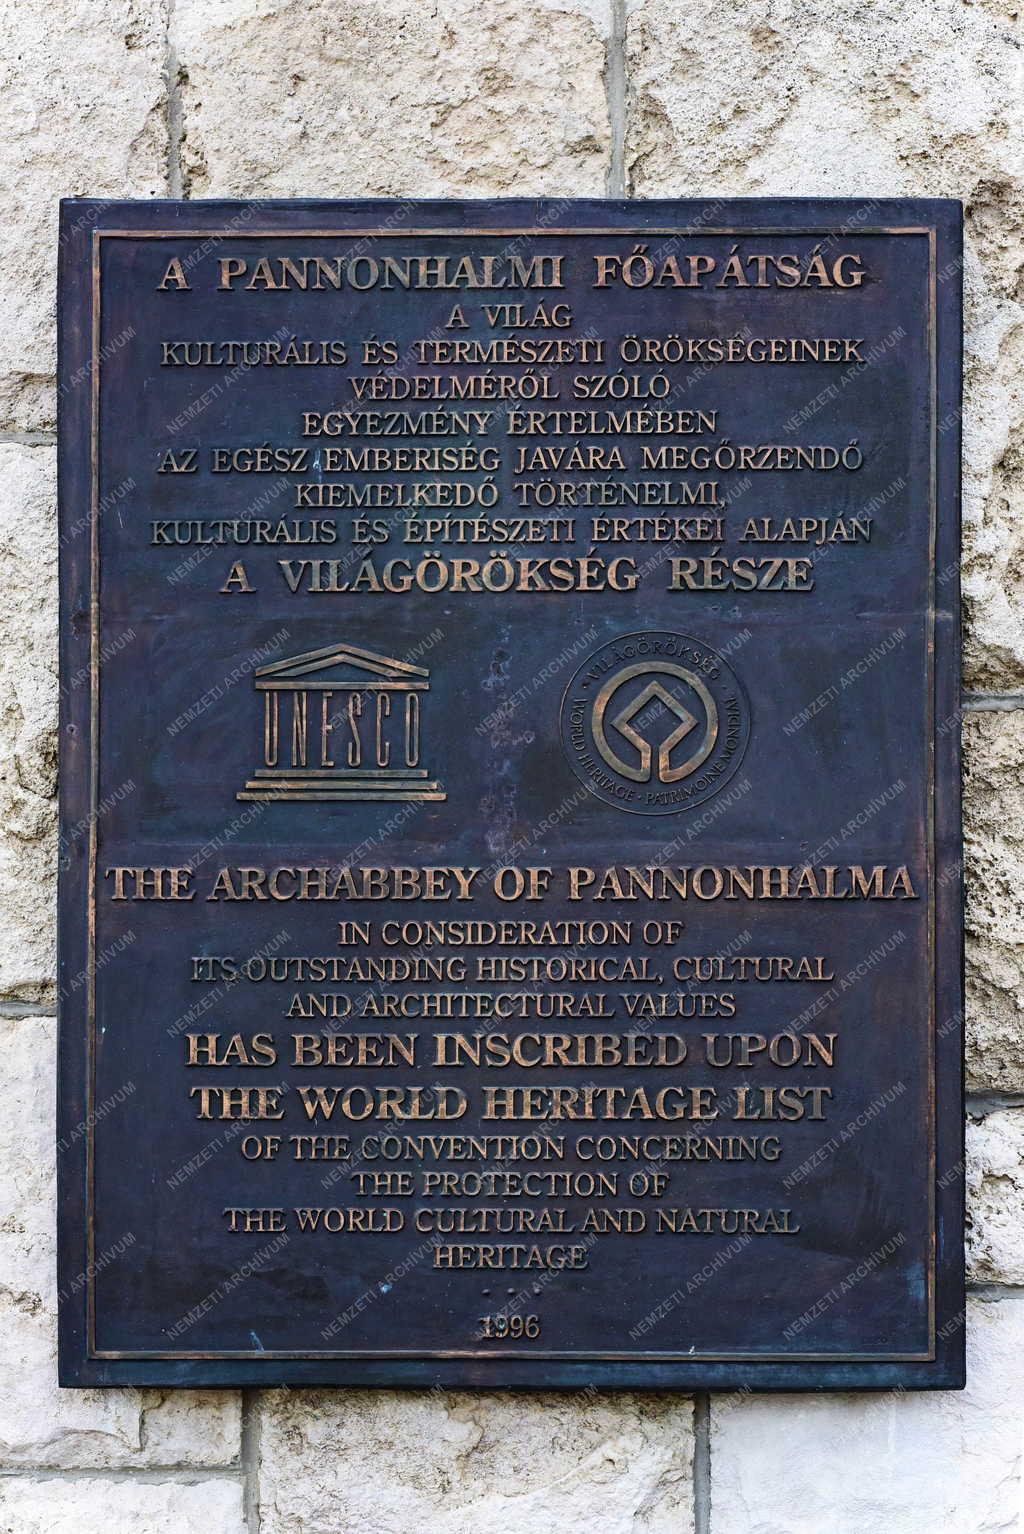 A PANNONHALMI FŐAPÁTSÁG
A VILÁG
KULTURÁLIS ÉS TERMÉSZETI ÖRÖKSÉGEINEK
VÉDELMÉRŐL SZÓLÓ
EGYEZMÉNY ÉRTELMÉBEN
AZ EGÉSZ EMBERISÉG JAVÁRA MEGŐRZENDŐ
KIEMELKEDŐ TÖRTÉNELMI,
KULTURÁLIS ÉS ÉPÍTÉSZETI ÉRTÉKEI ALAPJÁN
A VILÁGÖRÖKSÉG RÉSZE
UNESCO
VILÁGÖRÖKSÉG · WORLD HERITAGE · PATRIMOINE MONDIAL
THE ARCHABBEY OF PANNONHALMA
IN CONSIDERATION OF
ITS OUTSTANDING HISTORICAL, CULTURAL
AND ARCHITECTURAL VALUES
HAS BEEN INSCRIBED UPON
THE WORLD HERITAGE LIST
OF THE CONVENTION CONCERNING
THE PROTECTION OF
THE WORLD CULTURAL AND NATURAL
HERITAGE
. . .
1996
NEMZETI ARCHÍVUM